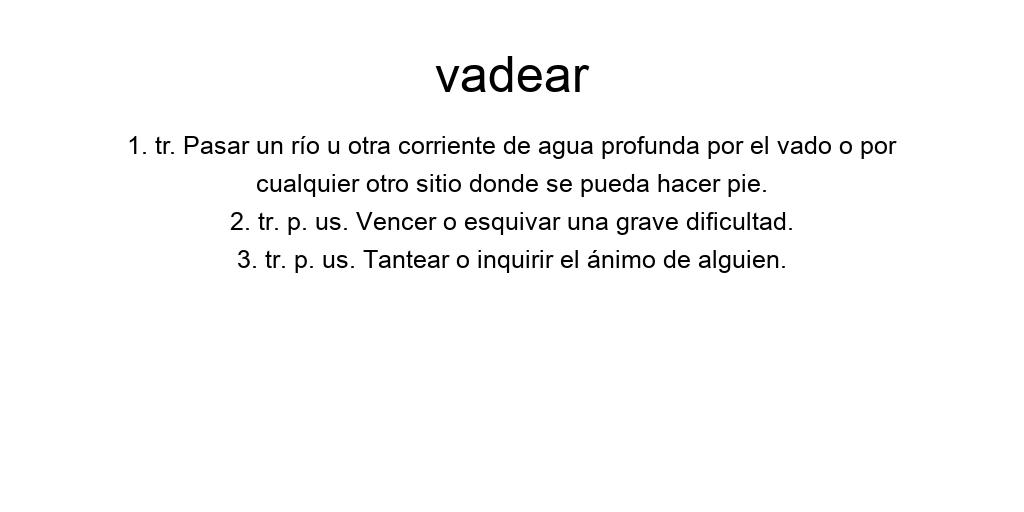 vadear
1. tr. Pasar un río u otra corriente de agua profunda por el vado o por
cualquier otro sitio donde se pueda hacer pie.
2. tr. p. us. Vencer o esquivar una grave dificultad.
3. tr. p. us. Tantear o inquirir el ánimo de alguien.